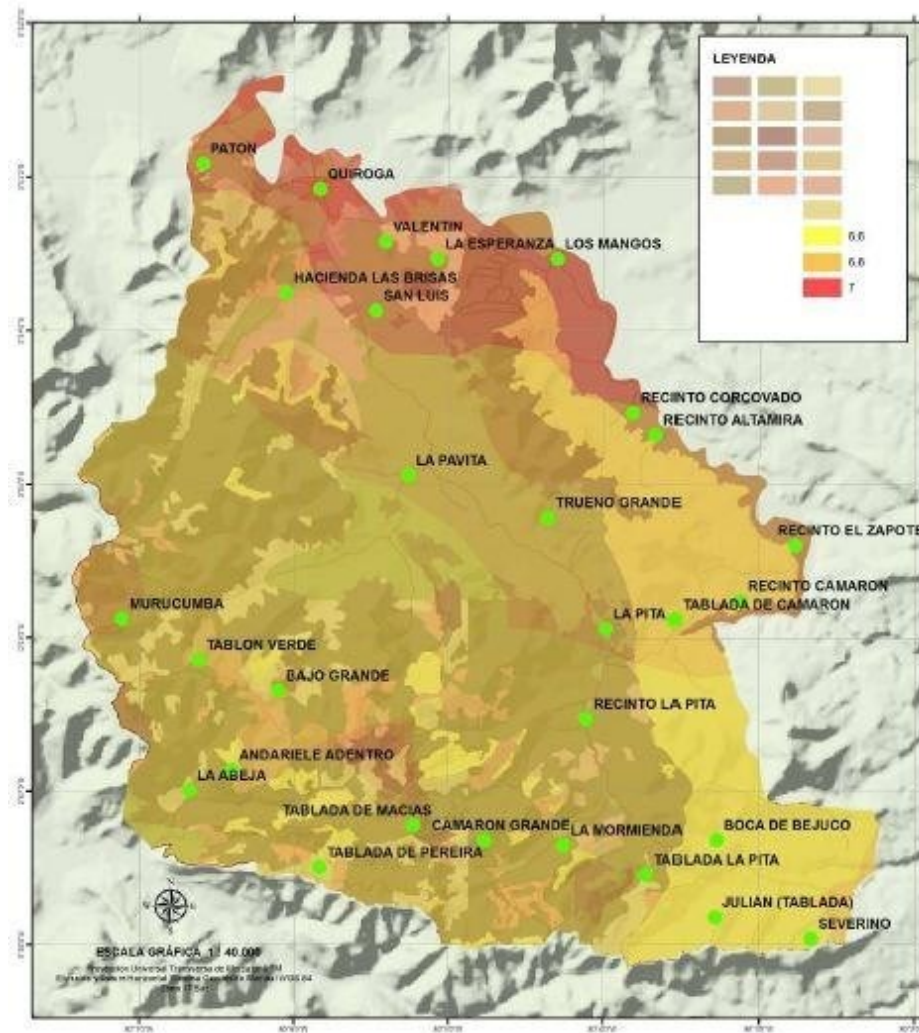 LEYENDA
6.6
6.8
7
PATON
QUIROGA
VALENTIN
LA ESPERANZA
LOS MANGOS
HACIENDA LAS BRISAS
SAN LUIS
RECINTO CORCOVADO
RECINTO ALTAMIRA
LA PAVITA
TRUENO GRANDE
RECINTO EL ZAPOTE
RECINTO CAMARON
TABLADA DE CAMARON
MURUCUMBA
LA PITA
TABLON VERDE
BAJO GRANDE
RECINTO LA PITA
ANDARIELE ADENTRO
LA ABEJA
TABLADA DE MACIAS
CAMARON GRANDE
LA MORMIENDA
BOCA DE BEJUCO
TABLADA DE PEREIRA
TABLADA LA PITA
JULIAN (TABLADA)
SEVERINO
ESCALA GRÁFICA 1: 40.000